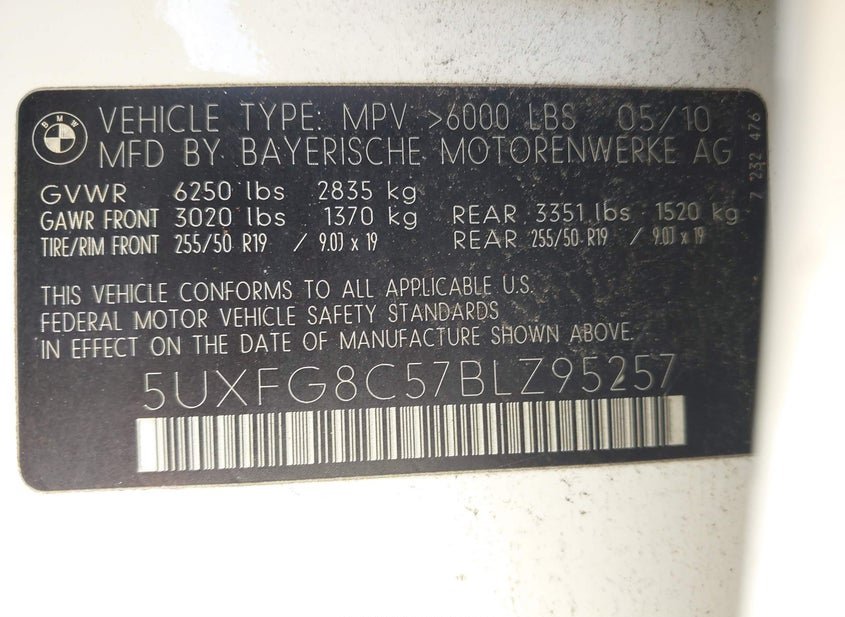 BMW
VEHICLE TYPE: MPV >6000 LBS 05/10
MFD BY BAYERISCHE MOTORENWERKE AG
GVWR 6250 lbs 2835 kg
GAWR FRONT 3020 lbs 1370 kg REAR 3351 lbs 1520 kg
TIRE/RIM FRONT 255/50 R19 / 9.0J x 19 REAR 255/50 R19 / 9.0J x 19
THIS VEHICLE CONFORMS TO ALL APPLICABLE U.S.
FEDERAL MOTOR VEHICLE SAFETY STANDARDS
IN EFFECT ON THE DATE OF MANUFACTURE SHOWN ABOVE.
5UXFG8C57BLZ95257
7 232 476